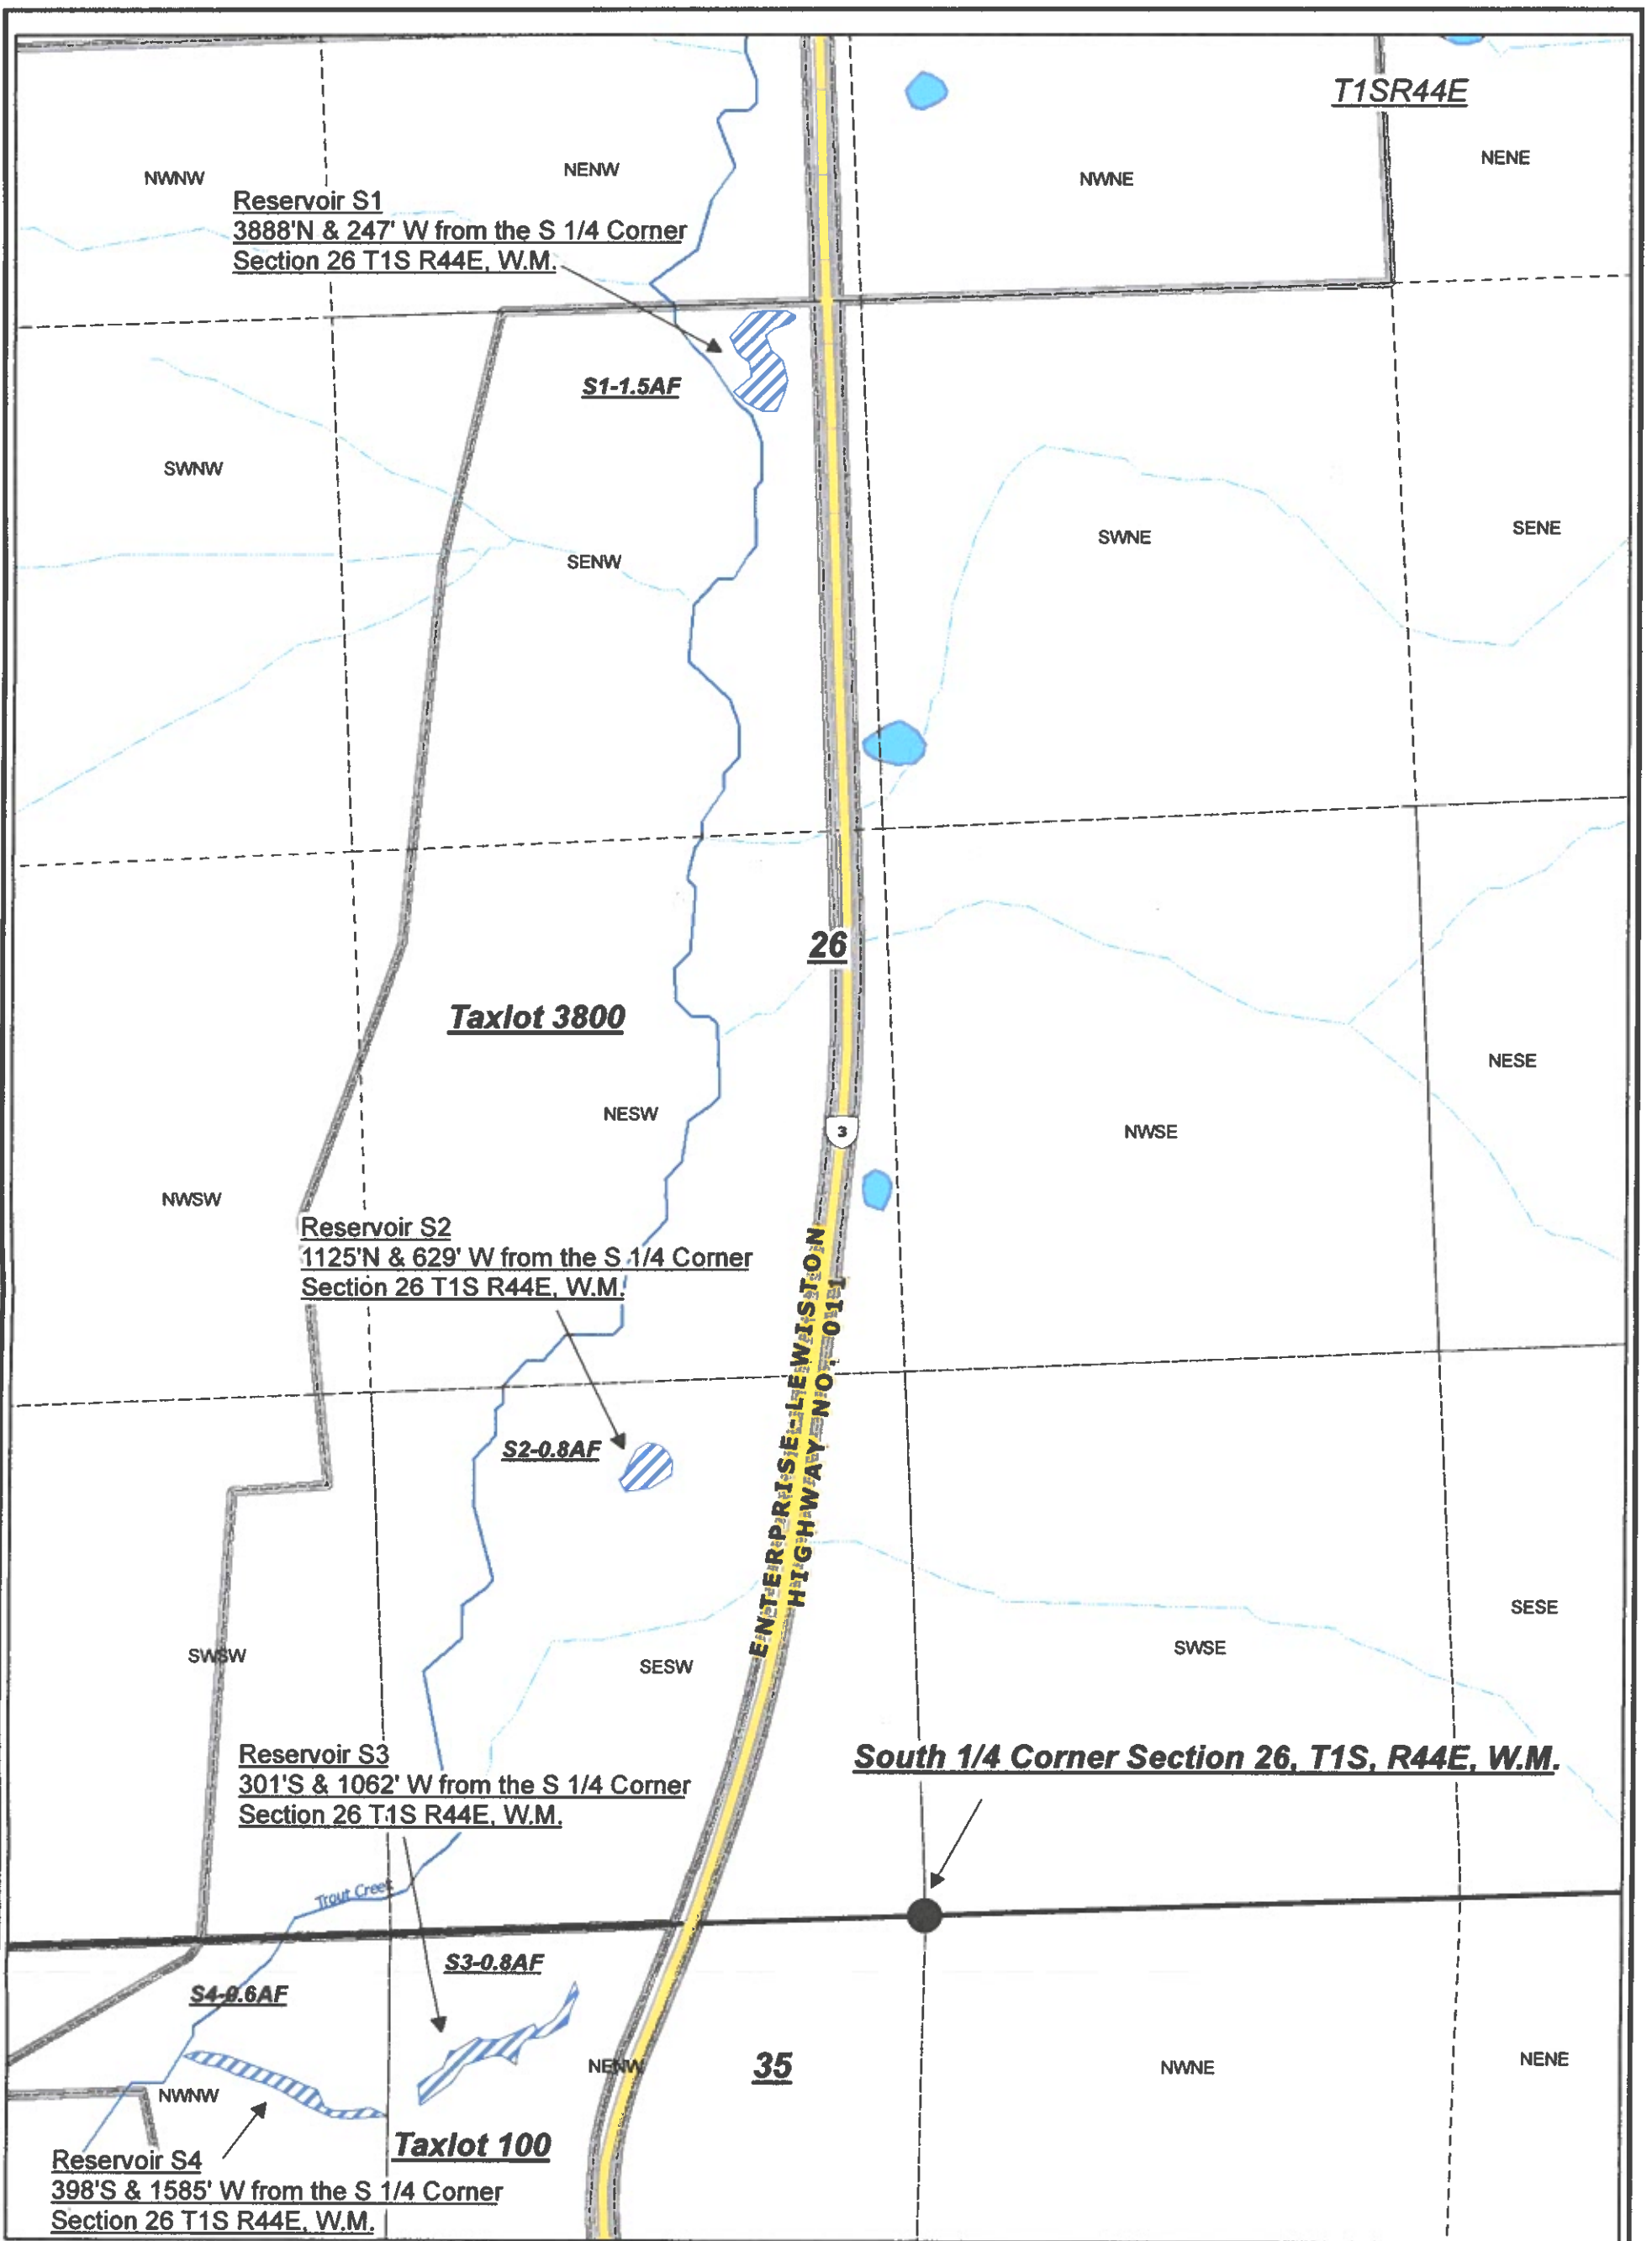 T1SR44E
NENE
NWNW
NENW
NWNE
Reservoir S1
3888'N & 247' W from the S 1/4 Corner
Section 26 T1S R44E, W.M.
S1-1.5AF
SWNW
SENW
SWNE
SENE
26
Taxlot 3800
NESE
NESW
3
NWSE
NWSW
Reservoir S2
1125'N & 629' W from the S 1/4 Corner
Section 26 T1S R44E, W.M.
ENTERPRISE-LEWISTON
HIGHWAY NO. 011
S2-0.8AF
SESE
SWSW
SESW
SWSE
Reservoir S3
301'S & 1062' W from the S 1/4 Corner
Section 26 T1S R44E, W.M.
South 1/4 Corner Section 26, T1S, R44E, W.M.
Trout Creek
S3-0.8AF
S4-0.6AF
NENW
35
NWNE
NENE
NWNW
Taxlot 100
Reservoir S4
398'S & 1585' W from the S 1/4 Corner
Section 26 T1S R44E, W.M.